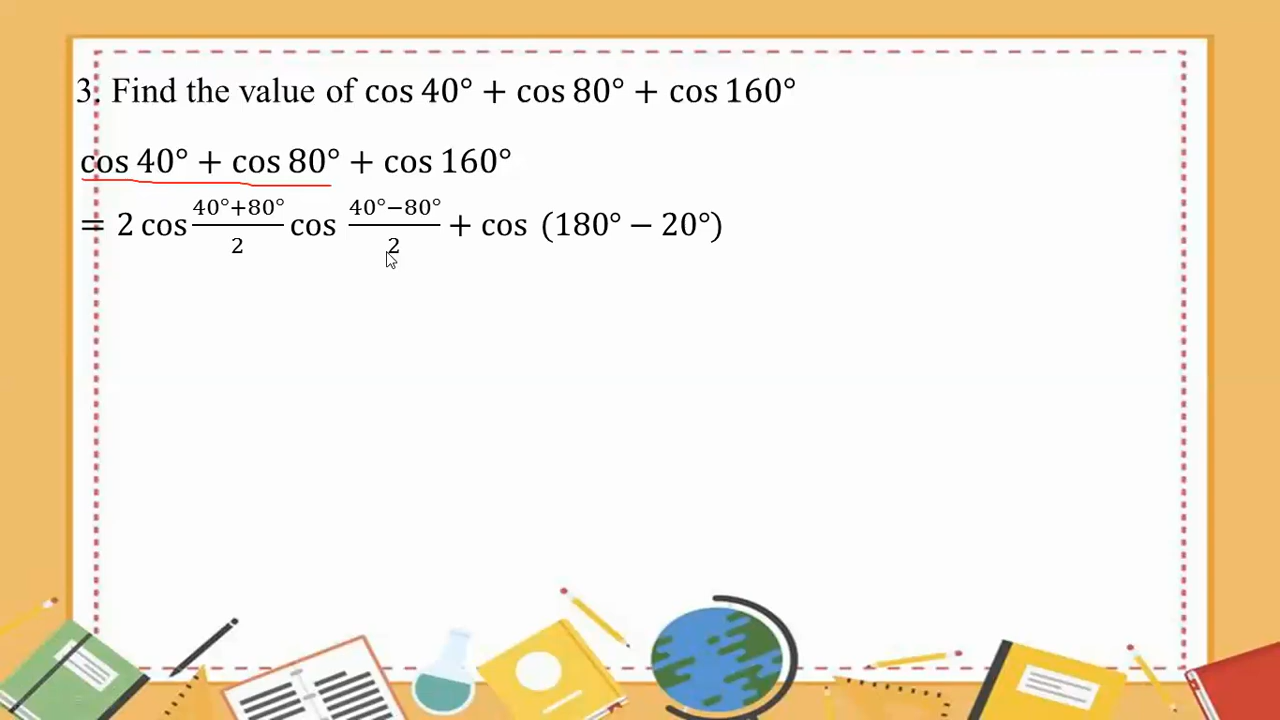 3. Find the value of cos 40° + cos 80° + cos 160°
cos 40° + cos 80° + cos 160°
= 2 cos (40°+80°)/2 cos (40°−80°)/2 + cos (180° − 20°)